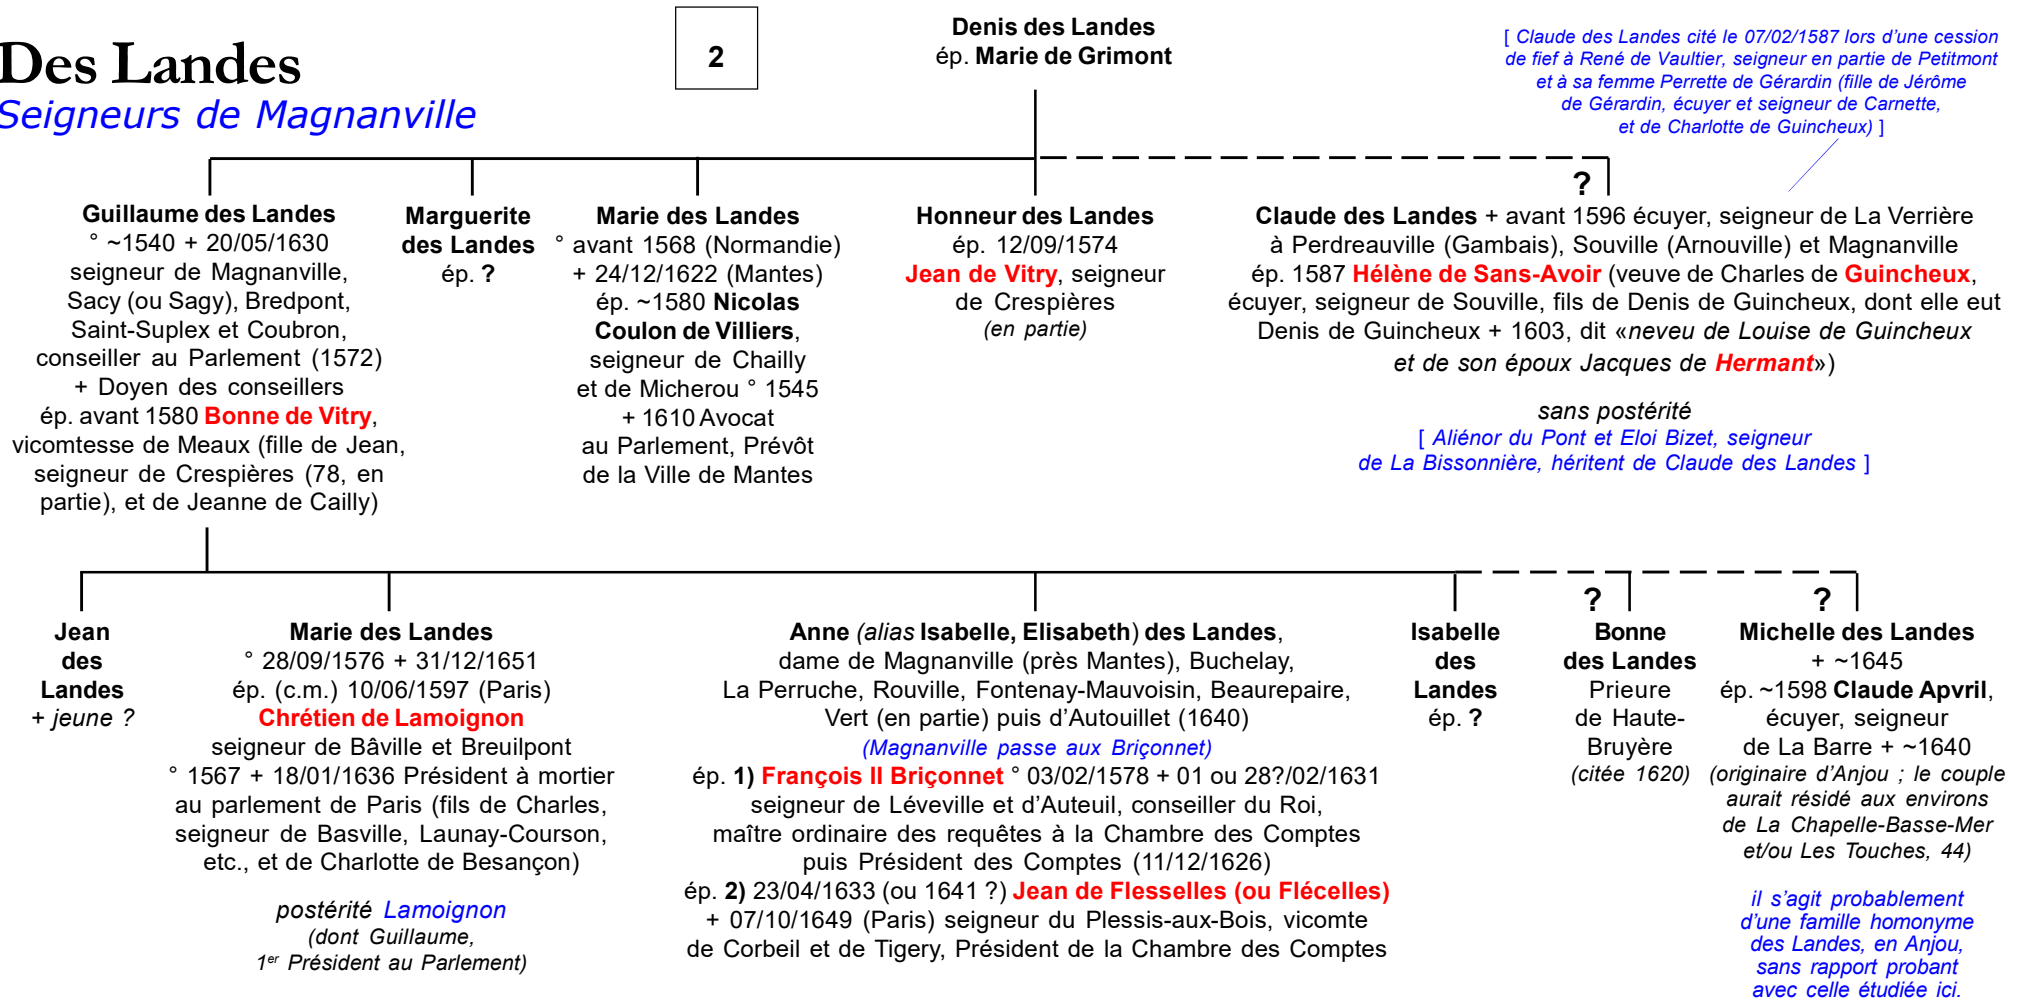 Des Landes
Seigneurs de Magnanville
2
Denis des Landes
ép. Marie de Grimont
[ Claude des Landes cité le 07/02/1587 lors d’une cession
de fief à René de Vaultier, seigneur en partie de Petitmont
et à sa femme Perrette de Gérardin (fille de Jérôme
de Gérardin, écuyer et seigneur de Carnette,
et de Charlotte de Guincheux) ]
Guillaume des Landes
° ~1540 + 20/05/1630
seigneur de Magnanville,
Sacy (ou Sagy), Bredpont,
Saint-Suplex et Coubron,
conseiller au Parlement (1572)
+ Doyen des conseillers
ép. avant 1580 Bonne de Vitry,
vicomtesse de Meaux (fille de Jean,
seigneur de Crespières (78, en
partie), et de Jeanne de Cailly)
Marguerite
des Landes
ép. ?
Marie des Landes
° avant 1568 (Normandie)
+ 24/12/1622 (Mantes)
ép. ~1580 Nicolas
Coulon de Villiers,
seigneur de Chailly
et de Micherou ° 1545
+ 1610 Avocat
au Parlement, Prévôt
de la Ville de Mantes
Honneur des Landes
ép. 12/09/1574
Jean de Vitry, seigneur
de Crespières
(en partie)
?
Claude des Landes + avant 1596 écuyer, seigneur de La Verrière
à Perdreauville (Gambais), Souville (Arnouville) et Magnanville
ép. 1587 Hélène de Sans-Avoir (veuve de Charles de Guincheux,
écuyer, seigneur de Souville, fils de Denis de Guincheux, dont elle eut
Denis de Guincheux + 1603, dit «neveu de Louise de Guincheux
et de son époux Jacques de Hermant»)
sans postérité
[ Aliénor du Pont et Eloi Bizet, seigneur
de La Bissonnière, héritent de Claude des Landes ]
Jean
des
Landes
+ jeune ?
Marie des Landes
° 28/09/1576 + 31/12/1651
ép. (c.m.) 10/06/1597 (Paris)
Chrétien de Lamoignon
seigneur de Bâville et Breuilpont
° 1567 + 18/01/1636 Président à mortier
au parlement de Paris (fils de Charles,
seigneur de Basville, Launay-Courson,
etc., et de Charlotte de Besançon)
postérité Lamoignon
(dont Guillaume,
1er Président au Parlement)
Anne (alias Isabelle, Elisabeth) des Landes,
dame de Magnanville (près Mantes), Buchelay,
La Perruche, Rouville, Fontenay-Mauvoisin, Beaurepaire,
Vert (en partie) puis d’Autouillet (1640)
(Magnanville passe aux Briçonnet)
ép. 1) François II Briçonnet ° 03/02/1578 + 01 ou 28?/02/1631
seigneur de Léveville et d’Auteuil, conseiller du Roi,
maître ordinaire des requêtes à la Chambre des Comptes
puis Président des Comptes (11/12/1626)
ép. 2) 23/04/1633 (ou 1641 ?) Jean de Flesselles (ou Flécelles)
+ 07/10/1649 (Paris) seigneur du Plessis-aux-Bois, vicomte
de Corbeil et de Tigery, Président de la Chambre des Comptes
Isabelle
des
Landes
ép. ?
?
Bonne
des Landes
Prieure
de Haute-
Bruyère
(citée 1620)
?
Michelle des Landes
+ ~1645
ép. ~1598 Claude Apvril,
écuyer, seigneur
de La Barre + ~1640
(originaire d’Anjou ; le couple
aurait résidé aux environs
de La Chapelle-Basse-Mer
et/ou Les Touches, 44)
il s’agit probablement
d’une famille homonyme
des Landes, en Anjou,
sans rapport probant
avec celle étudiée ici.